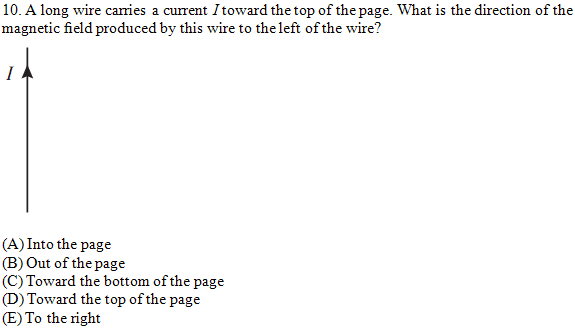 10. A long wire carries a current I toward the top of the page. What is the direction of the
magnetic field produced by this wire to the left of the wire?
I
(A) Into the page
(B) Out of the page
(C) Toward the bottom of the page
(D) Toward the top of the page
(E) To the right